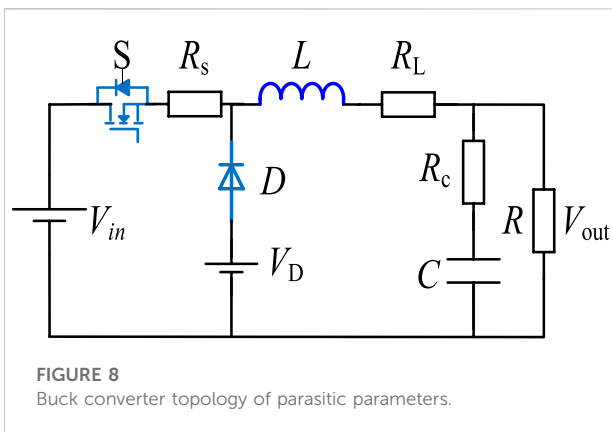 S
Rs
L
RL
Rc
D
Vin
R
Vout
VD
C
FIGURE 8
Buck converter topology of parasitic parameters.